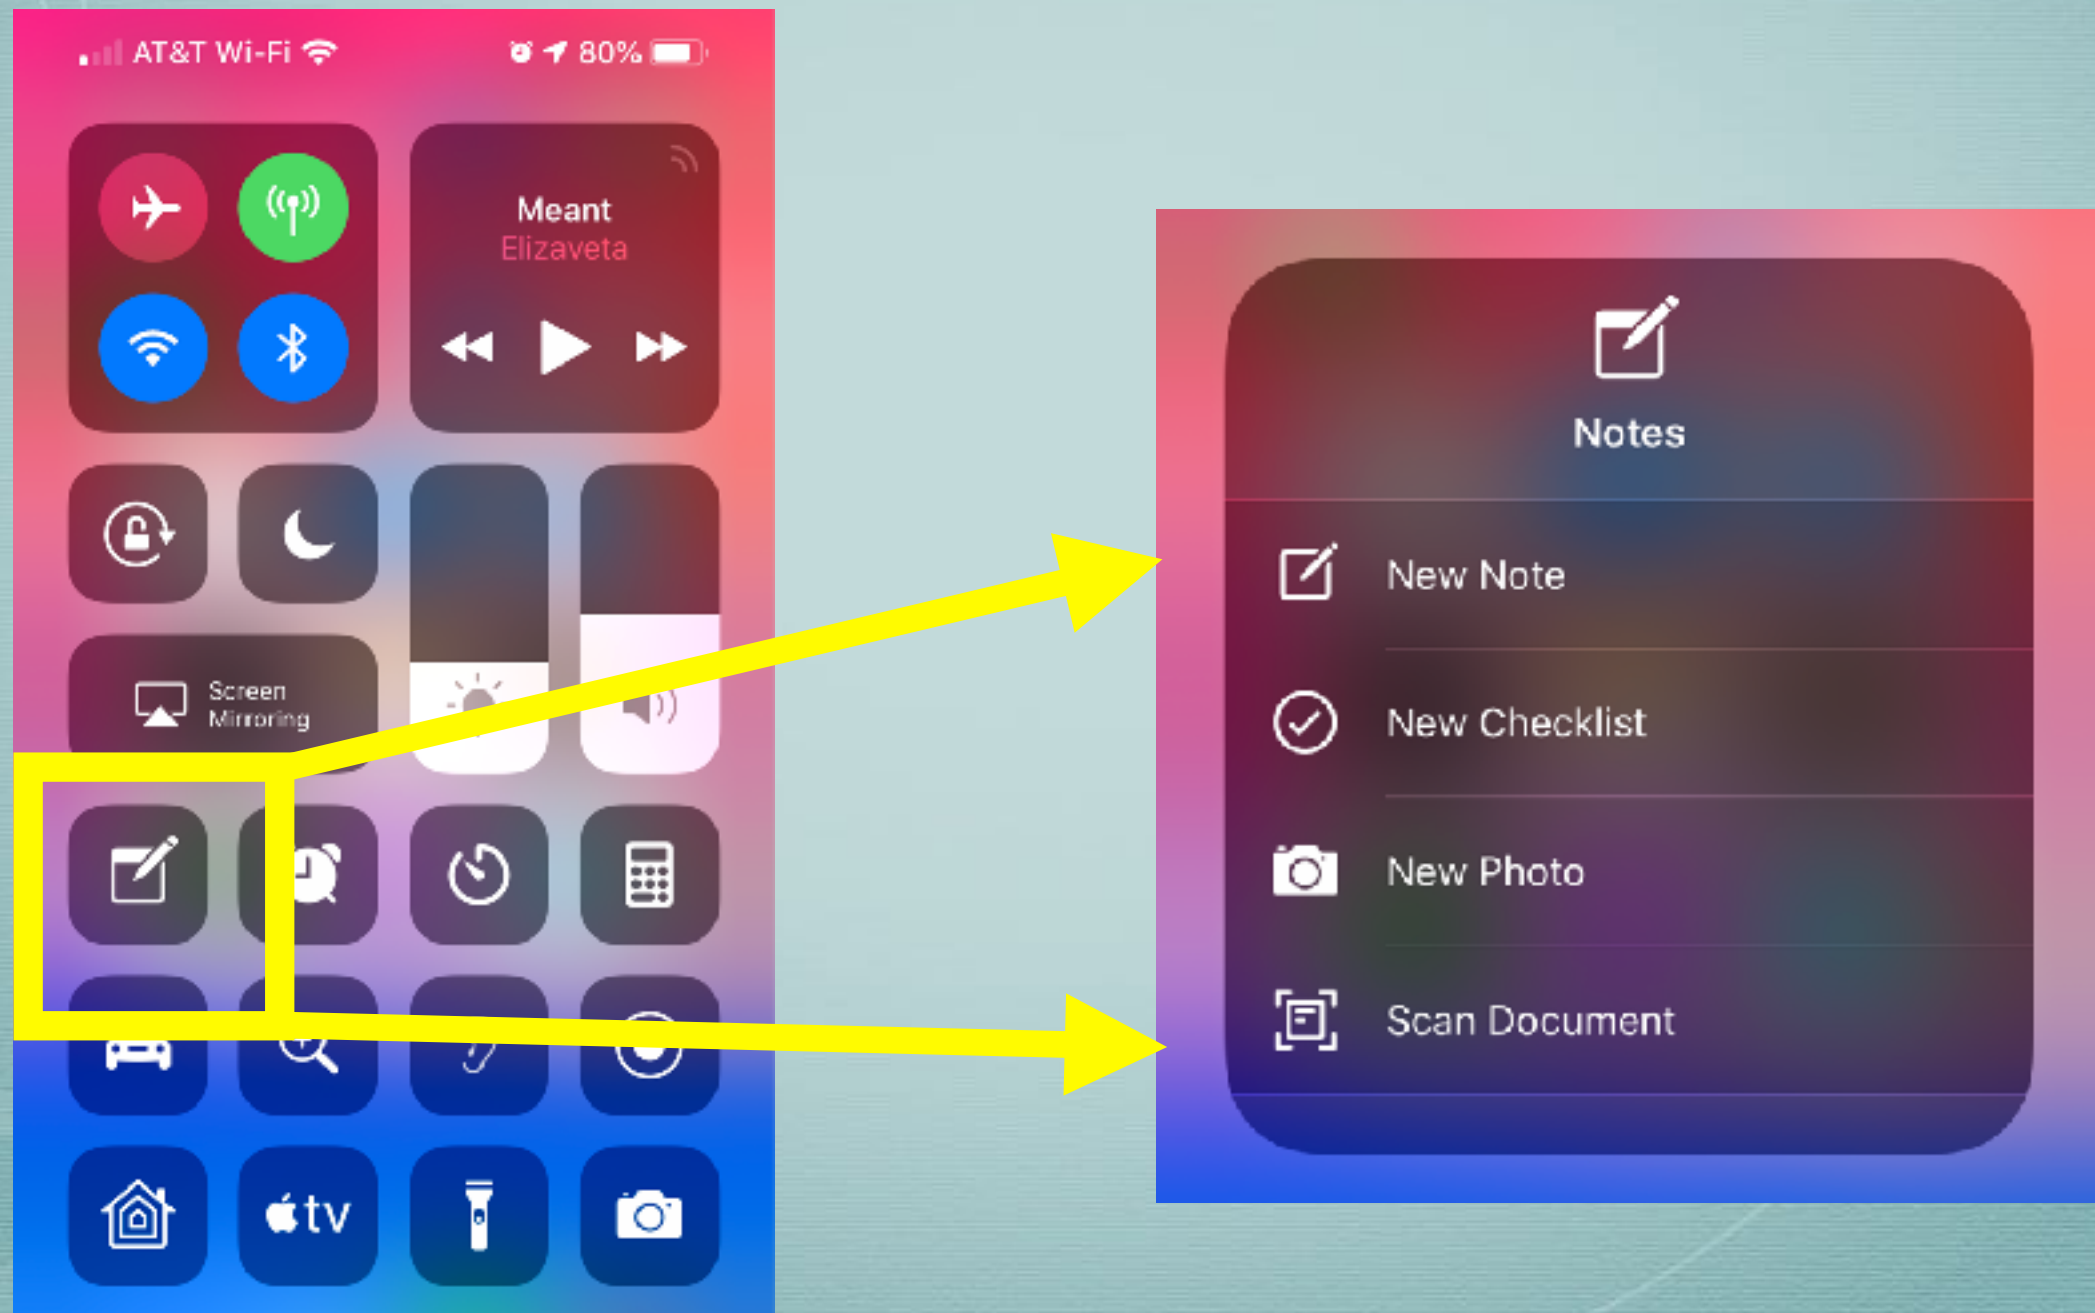 AT&T Wi-Fi
80%
Meant
Elizaveta
Screen
Mirroring
tv
Notes
New Note
New Checklist
New Photo
Scan Document